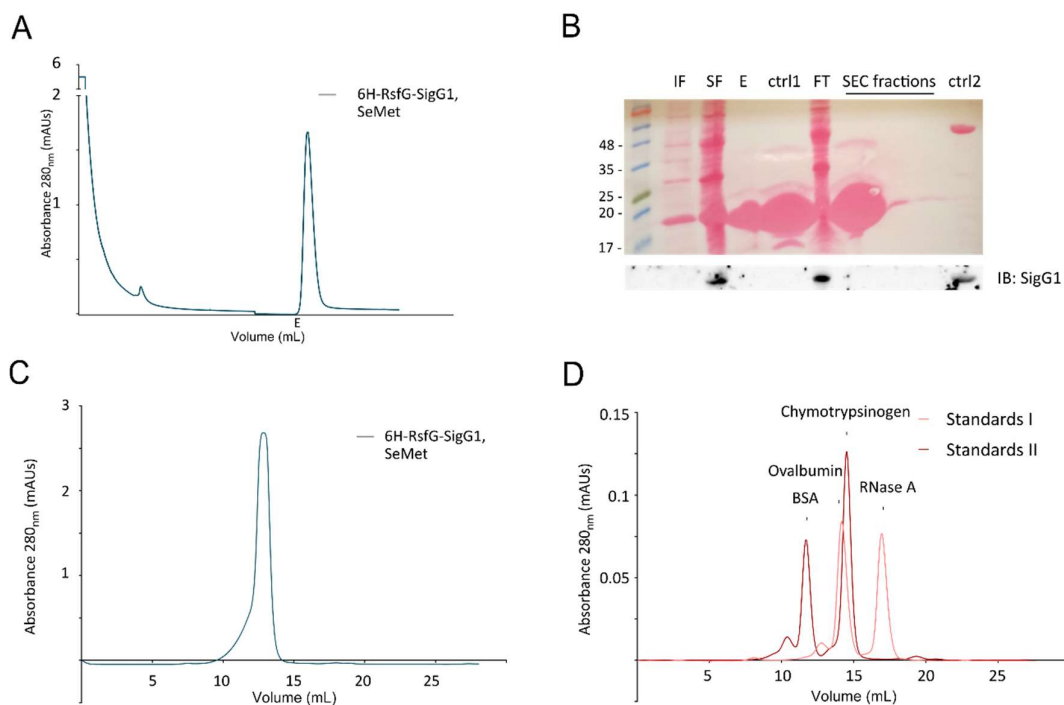 A
6
2
1
Absorbance 280nm (mAUs)
6H-RsfG-SigG1,
SeMet
E
Volume (mL)
B
IF SF E ctrl1 FT SEC fractions ctrl2
48 -
35 -
25 -
20 -
17 -
IB: SigG1
C
3
2
1
Absorbance 280nm (mAUs)
6H-RsfG-SigG1,
SeMet
5 10 15 20 25
Volume (mL)
D
0.15
0.1
0.05
Absorbance 280nm (mAUs)
Chymotrypsinogen
Ovalbumin
BSA
RNase A
Standards I
Standards II
5 10 15 20 25
Volume (mL)